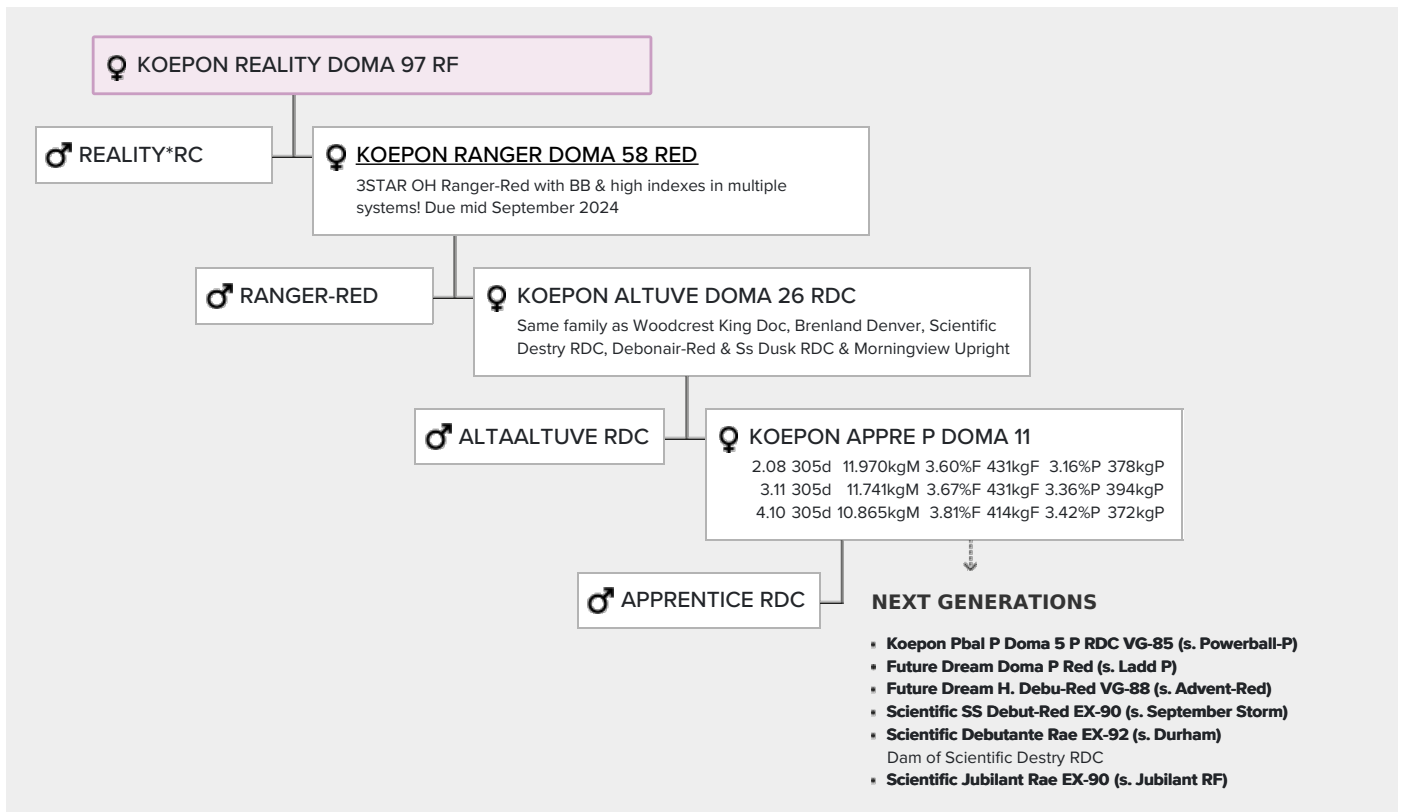 KOEPON REALITY DOMA 97 RF
REALITY*RC
KOEPON RANGER DOMA 58 RED
3STAR OH Ranger-Red with BB & high indexes in multiple
systems! Due mid September 2024
RANGER-RED
KOEPON ALTUVE DOMA 26 RDC
Same family as Woodcrest King Doc, Brenland Denver, Scientific
Destry RDC, Debonair-Red & Ss Dusk RDC & Morningview Upright
ALTAALTUVE RDC
KOEPON APPRE P DOMA 11
2.08 305d 11.970kgM 3.60%F 431kgF 3.16%P 378kgP
3.11 305d 11.741kgM 3.67%F 431kgF 3.36%P 394kgP
4.10 305d 10.865kgM 3.81%F 414kgF 3.42%P 372kgP
APPRENTICE RDC
NEXT GENERATIONS
Koepon Pbal P Doma 5 P RDC VG-85 (s. Powerball-P)
Future Dream Doma P Red (s. Ladd P)
Future Dream H. Debu-Red VG-88 (s. Advent-Red)
Scientific SS Debut-Red EX-90 (s. September Storm)
Scientific Debutante Rae EX-92 (s. Durham)
Dam of Scientific Destry RDC
Scientific Jubilant Rae EX-90 (s. Jubilant RF)